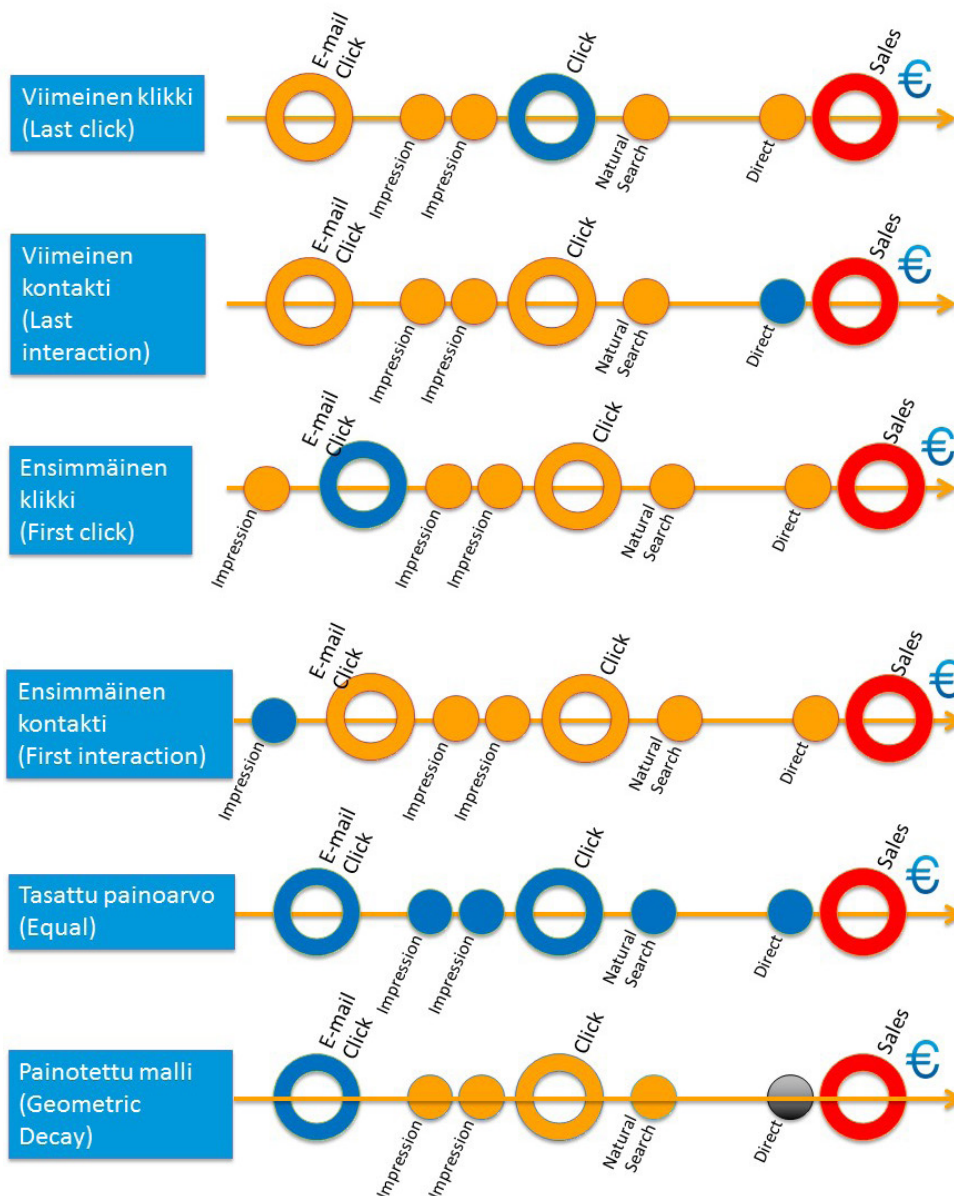 E-mail
Click
Click
Sales
€
Viimeinen klikki
(Last click)
Impression
Impression
Natural
Search
Direct
E-mail
Click
Click
Sales
€
Viimeinen
kontakti
(Last
interaction)
Impression
Impression
Natural
Search
Direct
E-mail
Click
Click
Sales
€
Ensimmäinen
klikki
(First click)
Impression
Impression
Impression
Natural
Search
Direct
E-mail
Click
Click
Sales
€
Ensimmäinen
kontakti
(First interaction)
Impression
Impression
Impression
Natural
Search
Direct
E-mail
Click
Click
Sales
€
Tasattu painoarvo
(Equal)
Impression
Impression
Natural
Search
Direct
E-mail
Click
Click
Sales
€
Painotettu malli
(Geometric
Decay)
Impression
Impression
Natural
Search
Direct